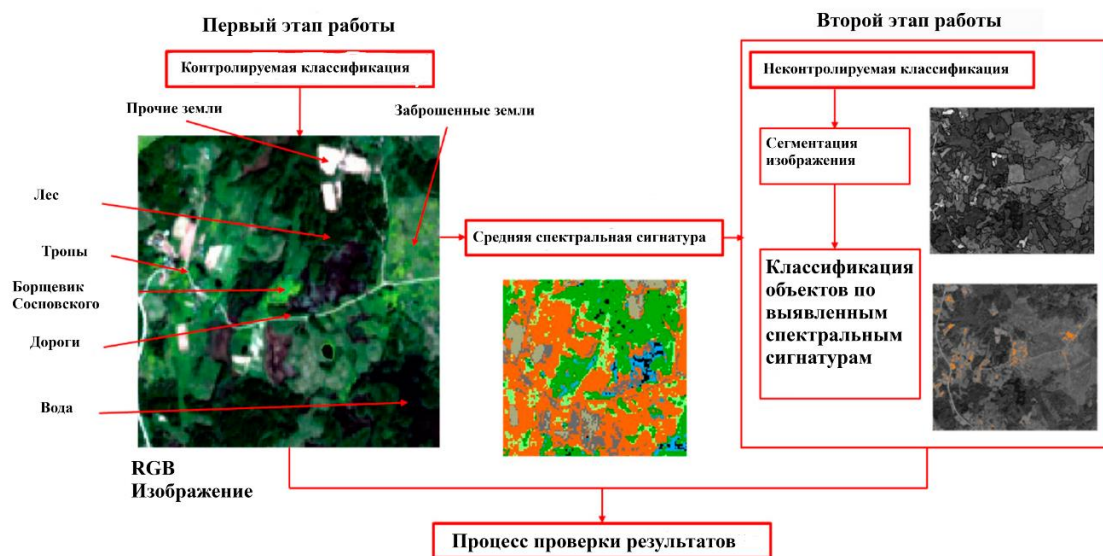 Первый этап работы
Второй этап работы
Контролируемая классификация
Неконтролируемая классификация
Прочие земли
Заброшенные земли
Сегментация
изображения
Лес
Тропы
Средняя спектральная сигнатура
Борщевик
Сосновского
Классификация
объектов по
выявленным
спектральным
сигнатурам
Дороги
Вода
RGB
Изображение
Процесс проверки результатов